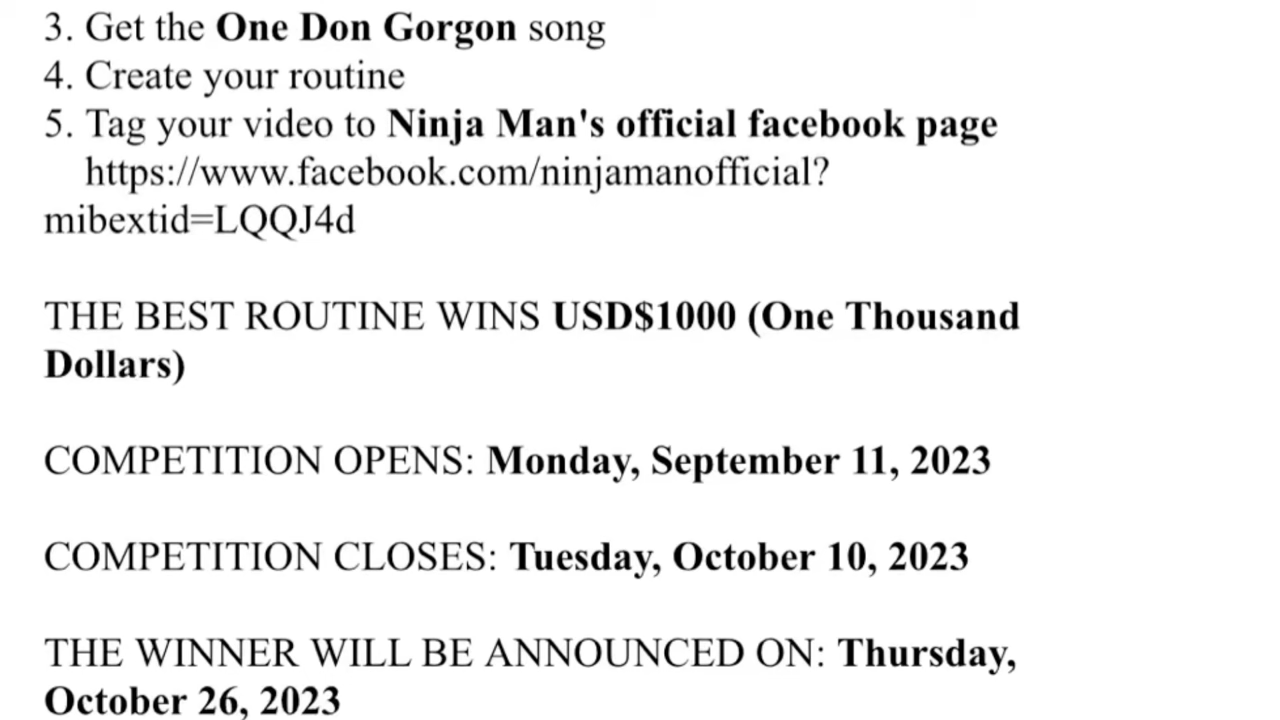 3. Get the One Don Gorgon song
4. Create your routine
5. Tag your video to Ninja Man's official facebook page
https://www.facebook.com/ninjamanofficial?
mibextid=LQQJ4d
THE BEST ROUTINE WINS USD$1000 (One Thousand
Dollars)
COMPETITION OPENS: Monday, September 11, 2023
COMPETITION CLOSES: Tuesday, October 10, 2023
THE WINNER WILL BE ANNOUNCED ON: Thursday,
October 26, 2023